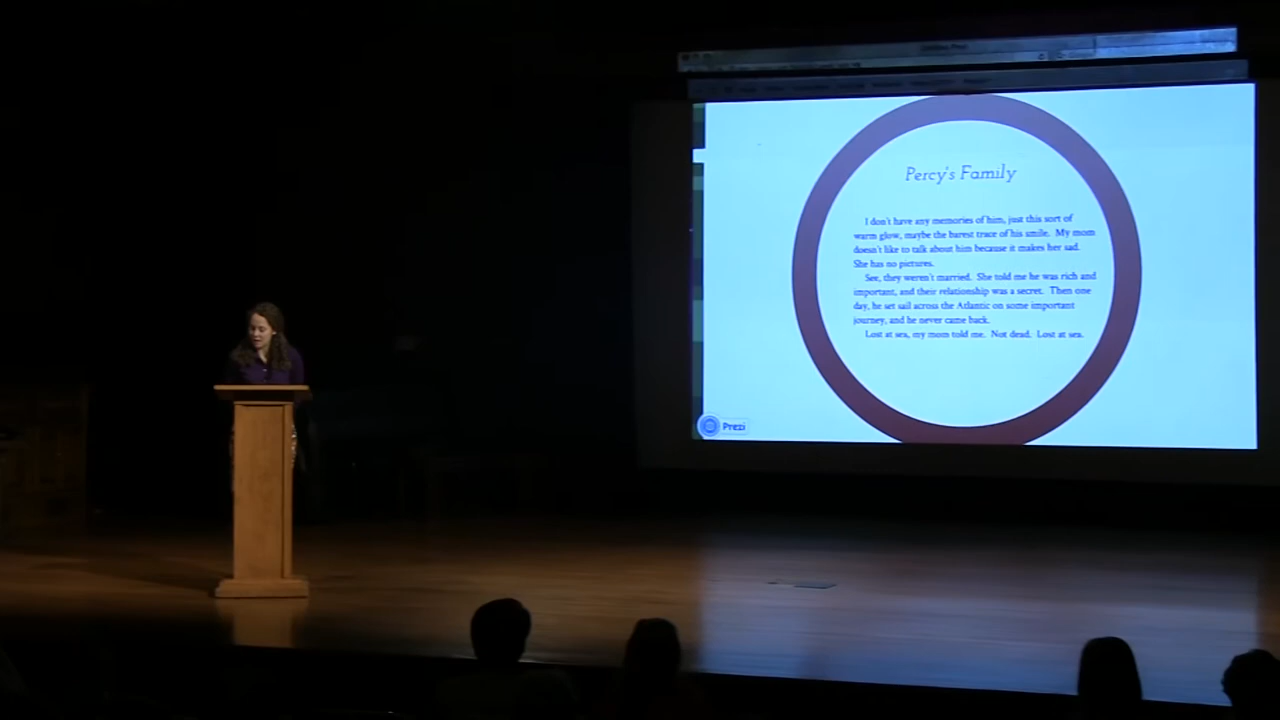 Percy's Family
I don't have any memories of him, just this sort of
warm glow, maybe the barest trace of his smile. My mom
doesn't like to talk about him because it makes her sad.
She has no pictures.
See, they weren't married. She told me he was rich and
important, and their relationship was a secret. Then one
day, he set sail across the Atlantic on some important
journey, and he never came back.
Lost at sea, my mom told me. Not dead. Lost at sea.
Prezi